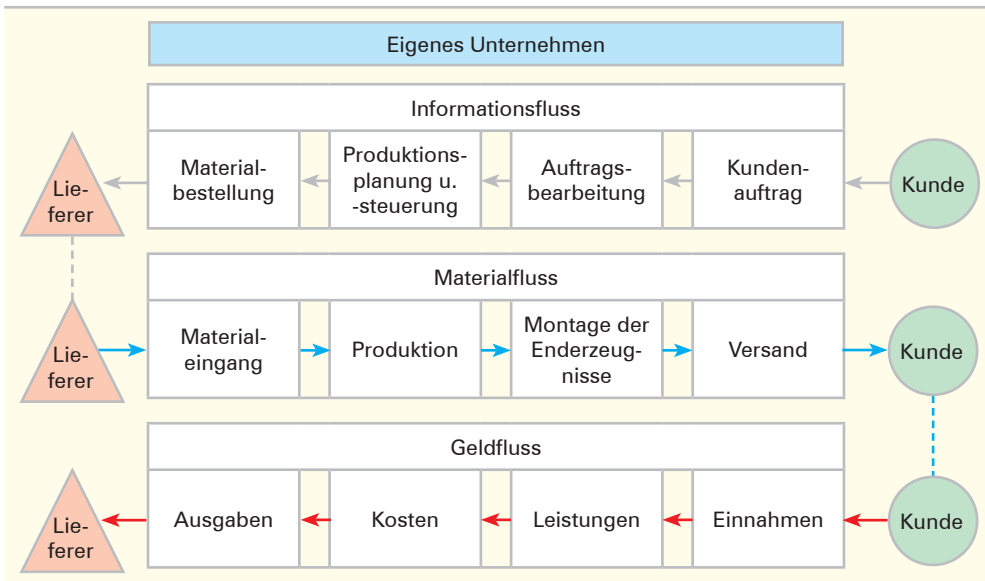 Eigenes Unternehmen
Informationsfluss
Lie-
ferer
Material-
bestellung
Produktions-
planung u.
-steuerung
Auftrags-
bearbeitung
Kunden-
auftrag
Kunde
Materialfluss
Lie-
ferer
Material-
eingang
Produktion
Montage der
Enderzeug-
nisse
Versand
Kunde
Geldfluss
Lie-
ferer
Ausgaben
Kosten
Leistungen
Einnahmen
Kunde